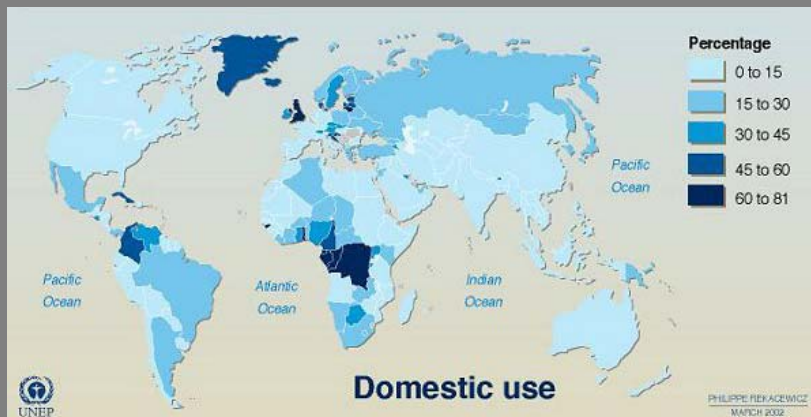 Percentage
0 to 15
15 to 30
30 to 45
45 to 60
60 to 81
Pacific
Ocean
Pacific
Ocean
Atlantic
Ocean
Indian
Ocean
Domestic use
UNEP
PHILIPPE REKACEWICZ
MARCH 2002